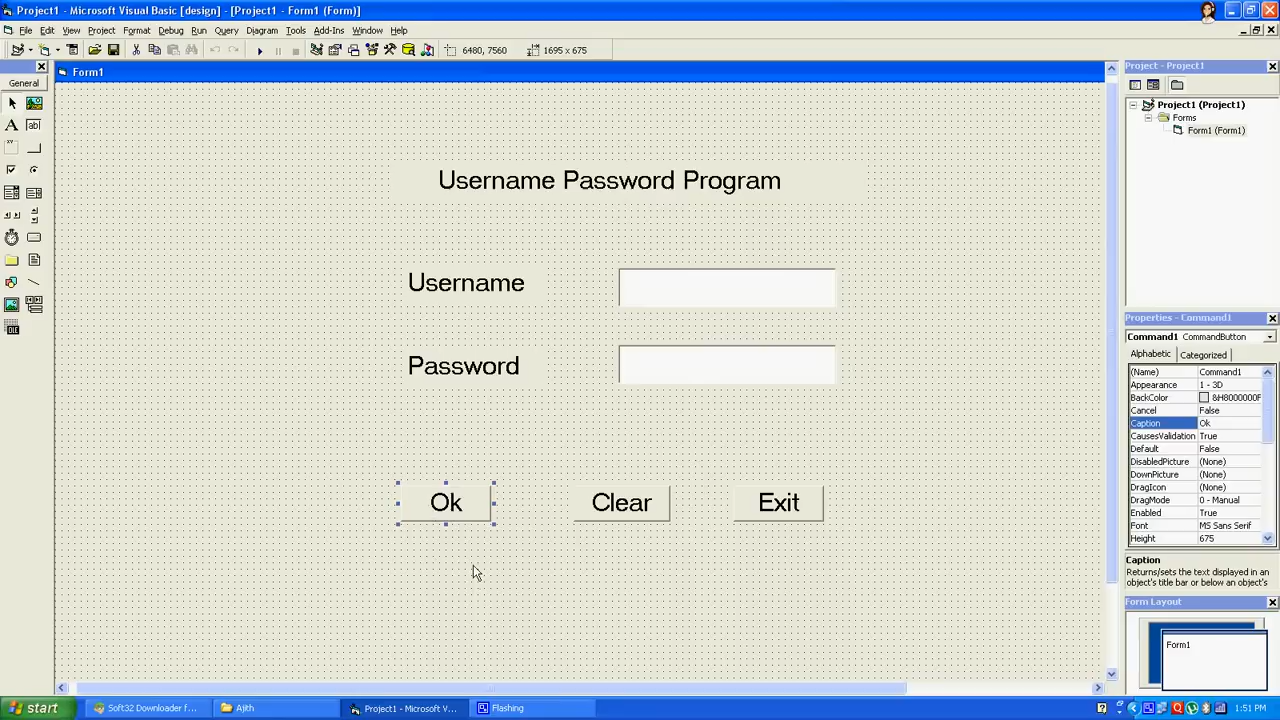 Project1 - Microsoft Visual Basic [design] - [Project1 - Form1 (Form)]
File Edit View Project Format Debug Run Query Diagram Tools Add-Ins Window Help
6480, 7560 1695 x 675
General
Form1
Username Password Program
Username
Password
Ok Clear Exit
Project - Project1
Project1 (Project1)
Forms
Form1 (Form1)
Properties - Command1
Command1 CommandButton
Alphabetic Categorized
(Name) Command1
Appearance 1 - 3D
BackColor &H8000000F
Cancel False
Caption Ok
CausesValidation True
Default False
DisabledPicture (None)
DownPicture (None)
DragIcon (None)
DragMode 0 - Manual
Enabled True
Font MS Sans Serif
Height 675
Caption
Returns/sets the text displayed in an
object's title bar or below an object's
Form Layout
Form1
start Soft32 Downloader f... Ajith Project1 - Microsoft V... Flashing 1:51 PM